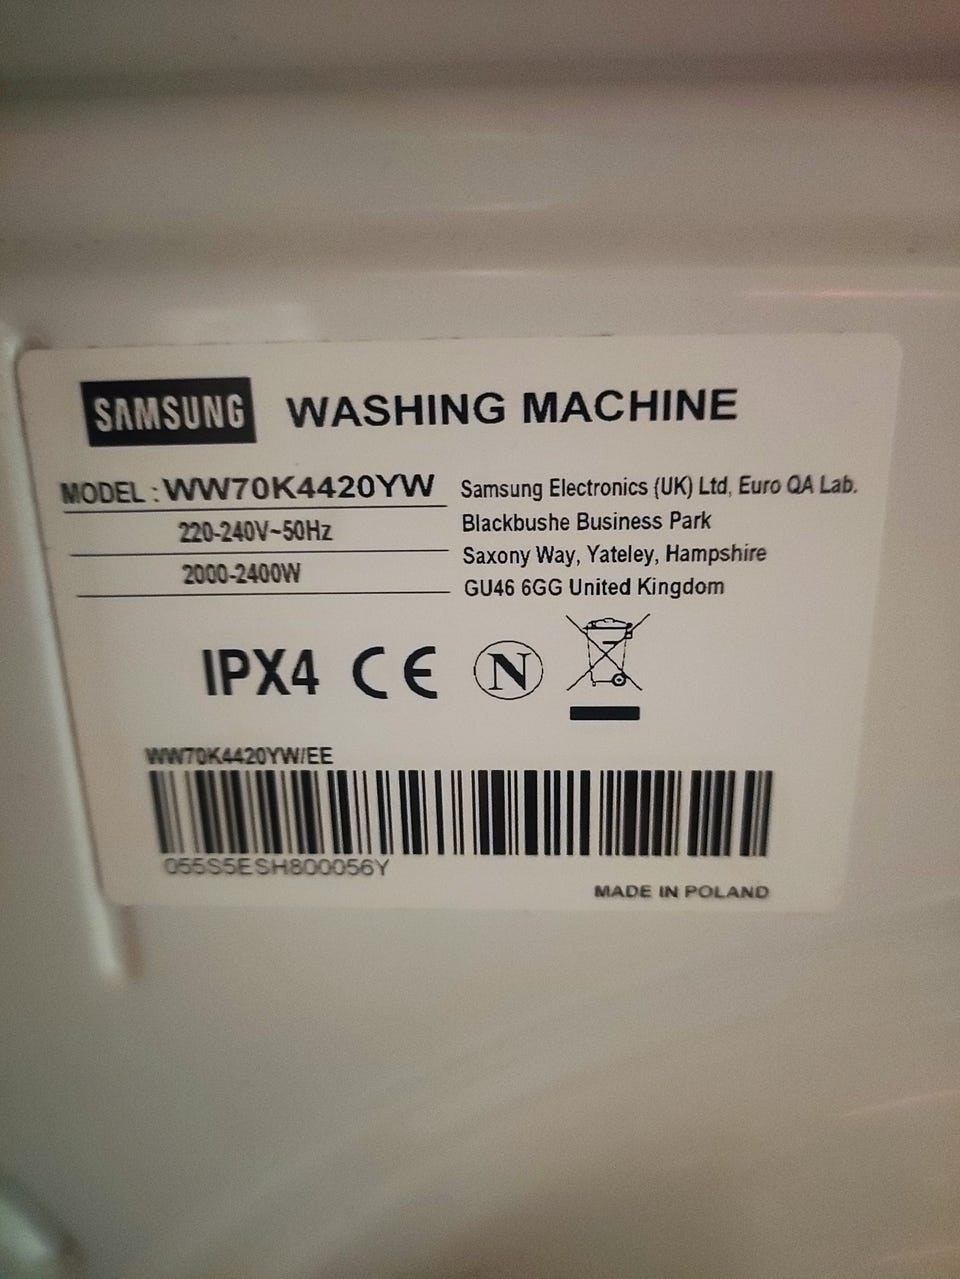 SAMSUNG WASHING MACHINE
MODEL : WW70K4420YW
220-240V~50Hz
2000-2400W
Samsung Electronics (UK) Ltd, Euro QA Lab.
Blackbushe Business Park
Saxony Way, Yateley, Hampshire
GU46 6GG United Kingdom
IPX4 CE N
WW70K4420YW/EE
055S5ESH800056Y
MADE IN POLAND